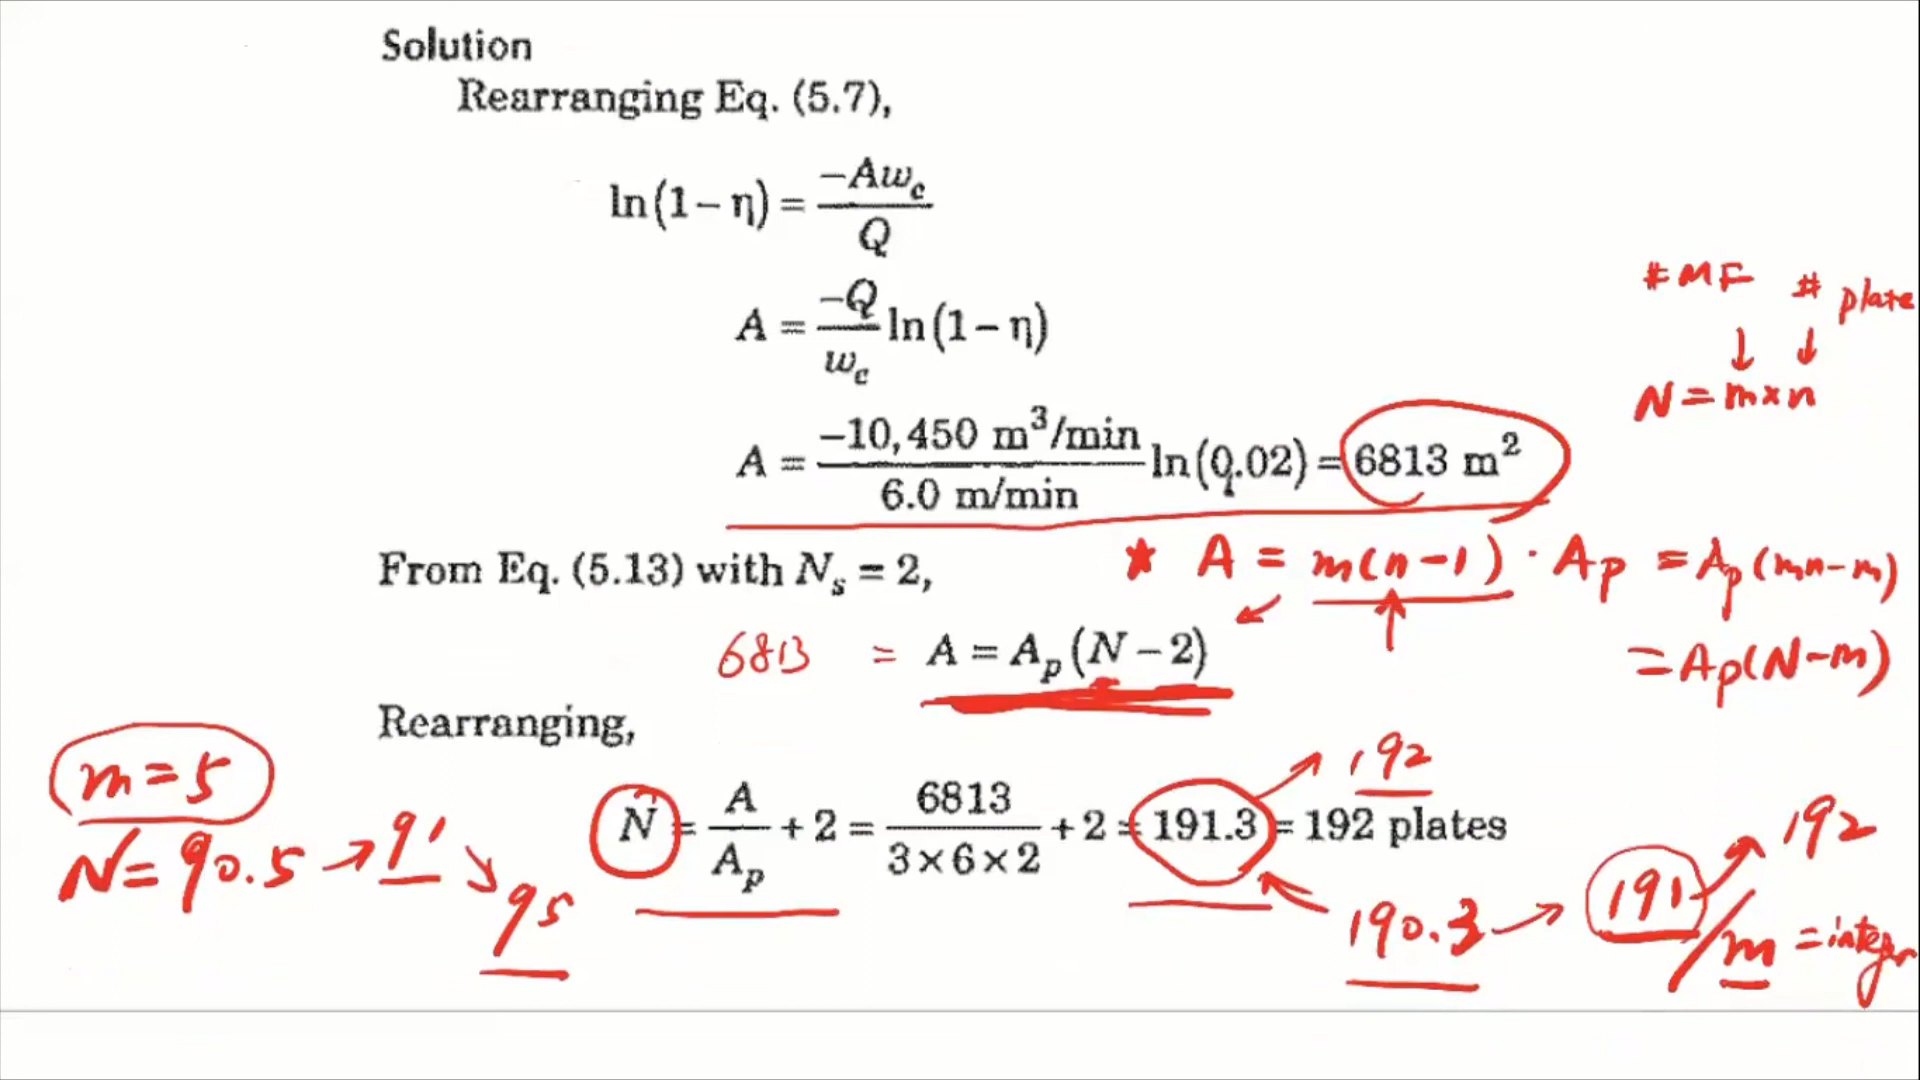 Solution
Rearranging Eq. (5.7),
ln(1 − η) = −Aw_c / Q
A = −Q / w_c ln(1 − η)
# MF # plate
↓ ↓
N = m×n
A = −10,450 m³/min / 6.0 m/min ln(0.02) = 6813 m²
From Eq. (5.13) with N_s = 2,
* A = m(n−1) · Ap = Ap(mn−m)
= Ap(N−m)
6813 = A = A_p (N − 2)
Rearranging,
m = 5
N = 90.5 → 91 ↘ 95
N = A / A_p + 2 = 6813 / 3×6×2 + 2 = 191.3 = 192 plates
192
190.3 → 191 → 192
/ m = integer